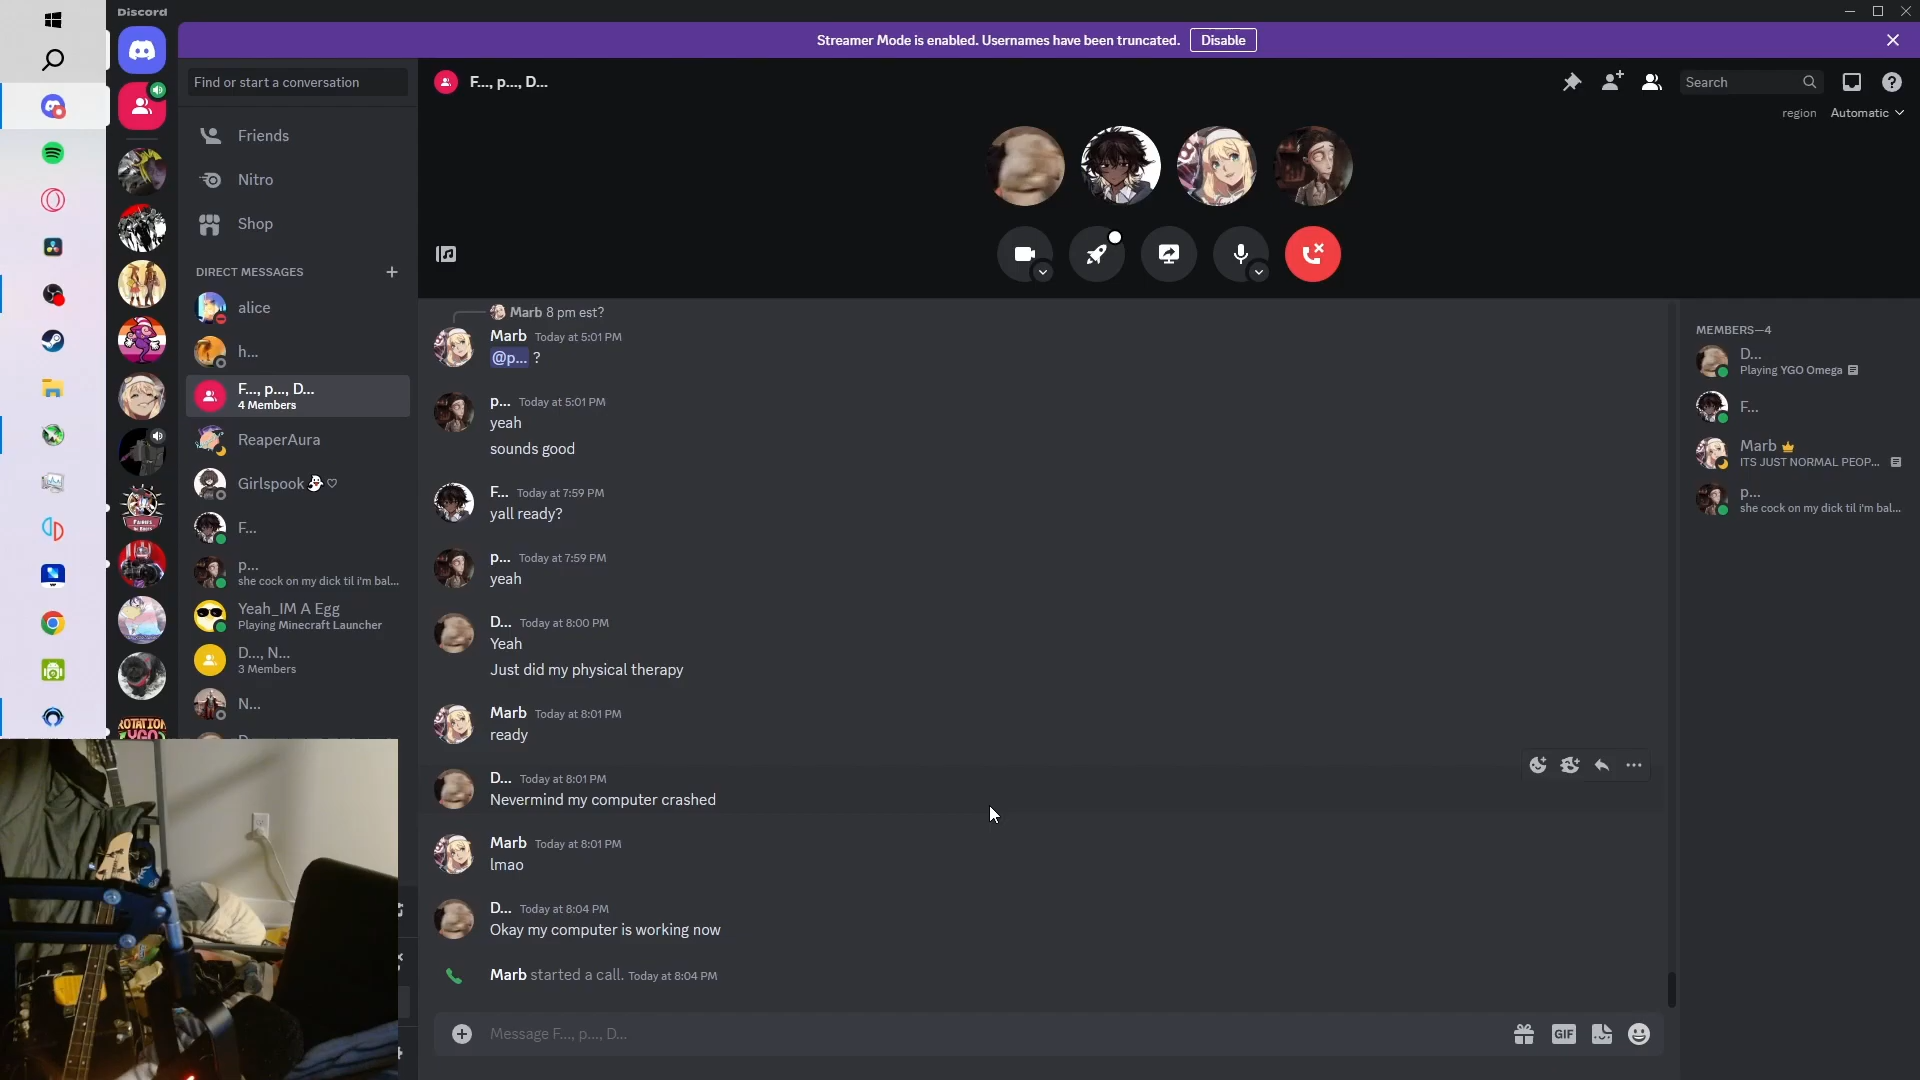 Discord
Streamer Mode is enabled. Usernames have been truncated. Disable
Find or start a conversation
F..., p..., D...
Search
region Automatic
Friends
Nitro
Shop
DIRECT MESSAGES
alice
h...
F..., p..., D...
4 Members
ReaperAura
Girlspook
F...
p...
she cock on my dick til i'm bal...
Yeah_IM A Egg
Playing Minecraft Launcher
D..., N...
3 Members
N...
ROTATION
YGO
Marb 8 pm est?
Marb Today at 5:01 PM
@p... ?
p... Today at 5:01 PM
yeah
sounds good
F... Today at 7:59 PM
yall ready?
p... Today at 7:59 PM
yeah
D... Today at 8:00 PM
Yeah
Just did my physical therapy
Marb Today at 8:01 PM
ready
D... Today at 8:01 PM
Nevermind my computer crashed
Marb Today at 8:01 PM
lmao
D... Today at 8:04 PM
Okay my computer is working now
Marb started a call. Today at 8:04 PM
Message F..., p..., D...
GIF
MEMBERS—4
D...
Playing YGO Omega
F...
Marb
ITS JUST NORMAL PEOP...
p...
she cock on my dick til i'm bal...